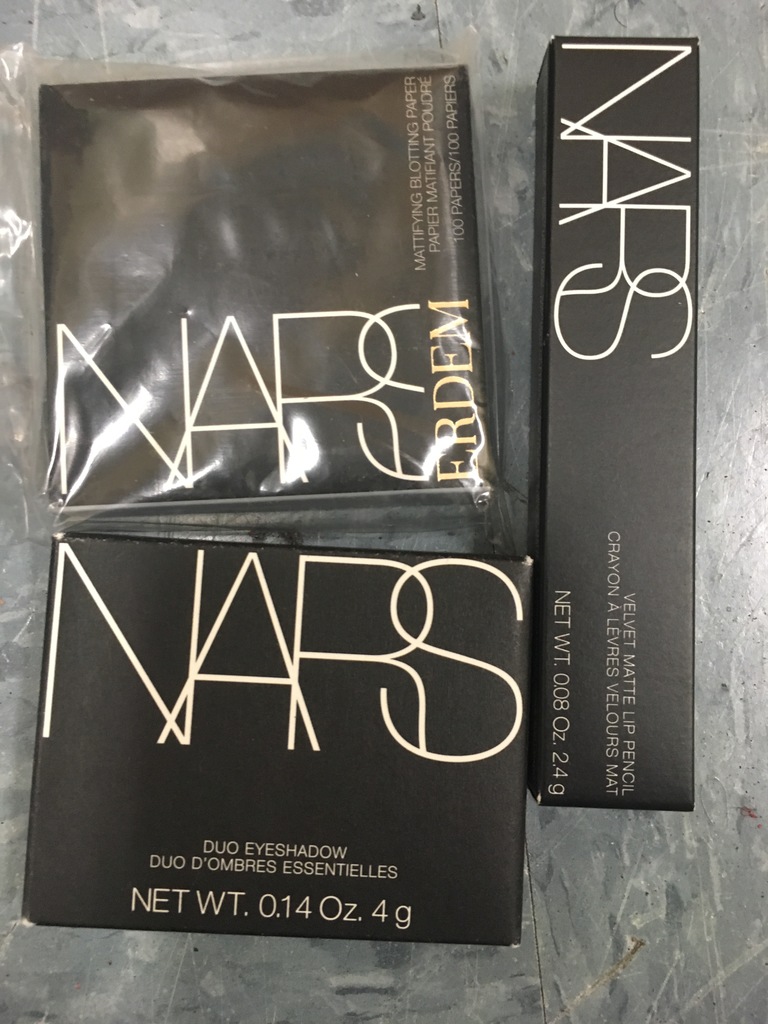 MATTIFYING BLOTTING PAPER
PAPIER MATIFIANT POUDRÉ
100 PAPERS/100 PAPIERS
NARS
ERDEM
NARS
VELVET MATTE LIP PENCIL
CRAYON À LÈVRES VELOURS MAT
NET WT. 0.08 Oz. 2.4 g
NARS
DUO EYESHADOW
DUO D'OMBRES ESSENTIELLES
NET WT. 0.14 Oz. 4 g